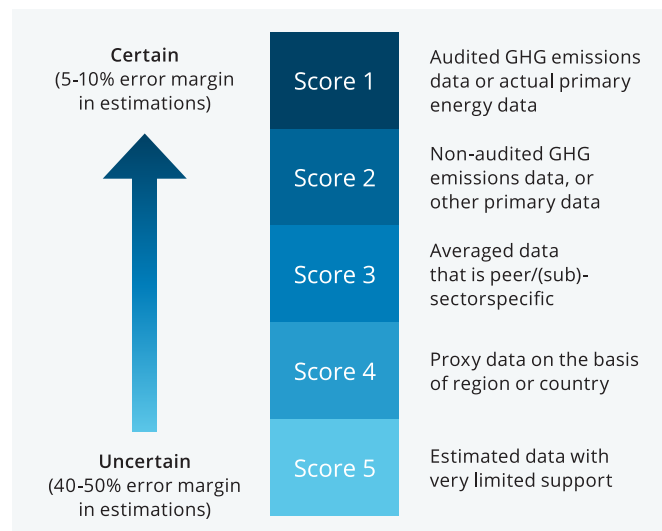 Certain
(5-10% error margin
in estimations)
Score 1
Audited GHG emissions
data or actual primary
energy data
Score 2
Non-audited GHG
emissions data, or
other primary data
Score 3
Averaged data
that is peer/(sub)-
sectorspecific
Score 4
Proxy data on the basis
of region or country
Uncertain
(40-50% error margin
in estimations)
Score 5
Estimated data with
very limited support